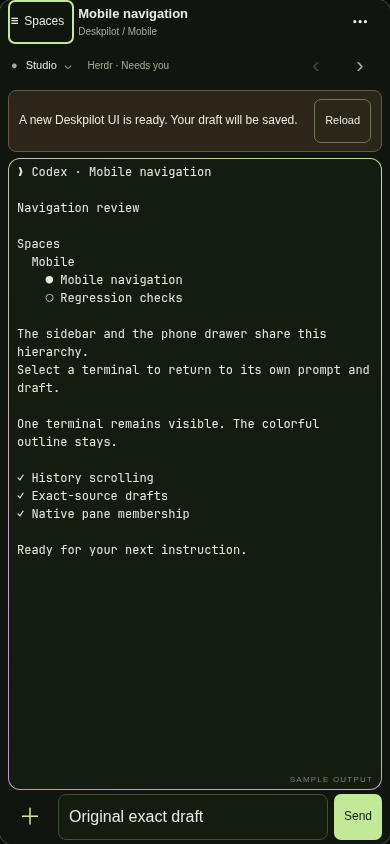 ≡ Spaces
Mobile navigation
Deskpilot / Mobile
•••
● Studio ⌵ Herdr · Needs you ‹ ›
A new Deskpilot UI is ready. Your draft will be saved. Reload
❩ Codex · Mobile navigation
Navigation review
Spaces
Mobile
● Mobile navigation
○ Regression checks
The sidebar and the phone drawer share this
hierarchy.
Select a terminal to return to its own prompt and
draft.
One terminal remains visible. The colorful
outline stays.
✓ History scrolling
✓ Exact-source drafts
✓ Native pane membership
Ready for your next instruction.
SAMPLE OUTPUT
+ Original exact draft Send